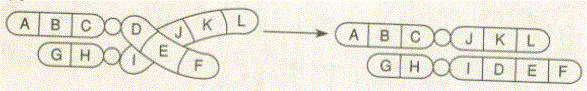 A B C D J K L
G H I E F
A B C J K L
G H I D E F